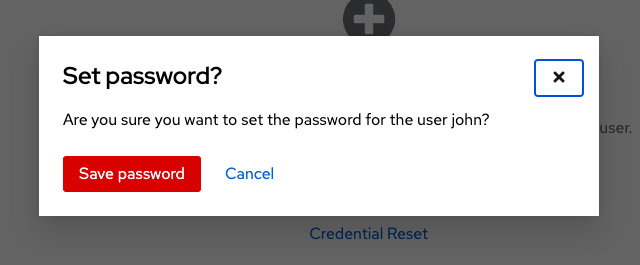 Set password?
Are you sure you want to set the password for the user john?
user.
Save password
Cancel
Credential Reset